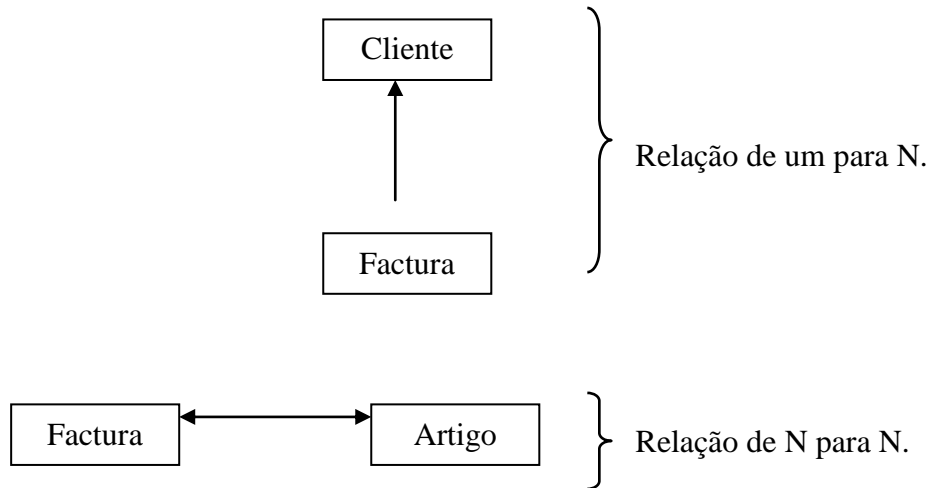 Cliente
Relação de um para N.
Factura
Factura
Artigo
Relação de N para N.